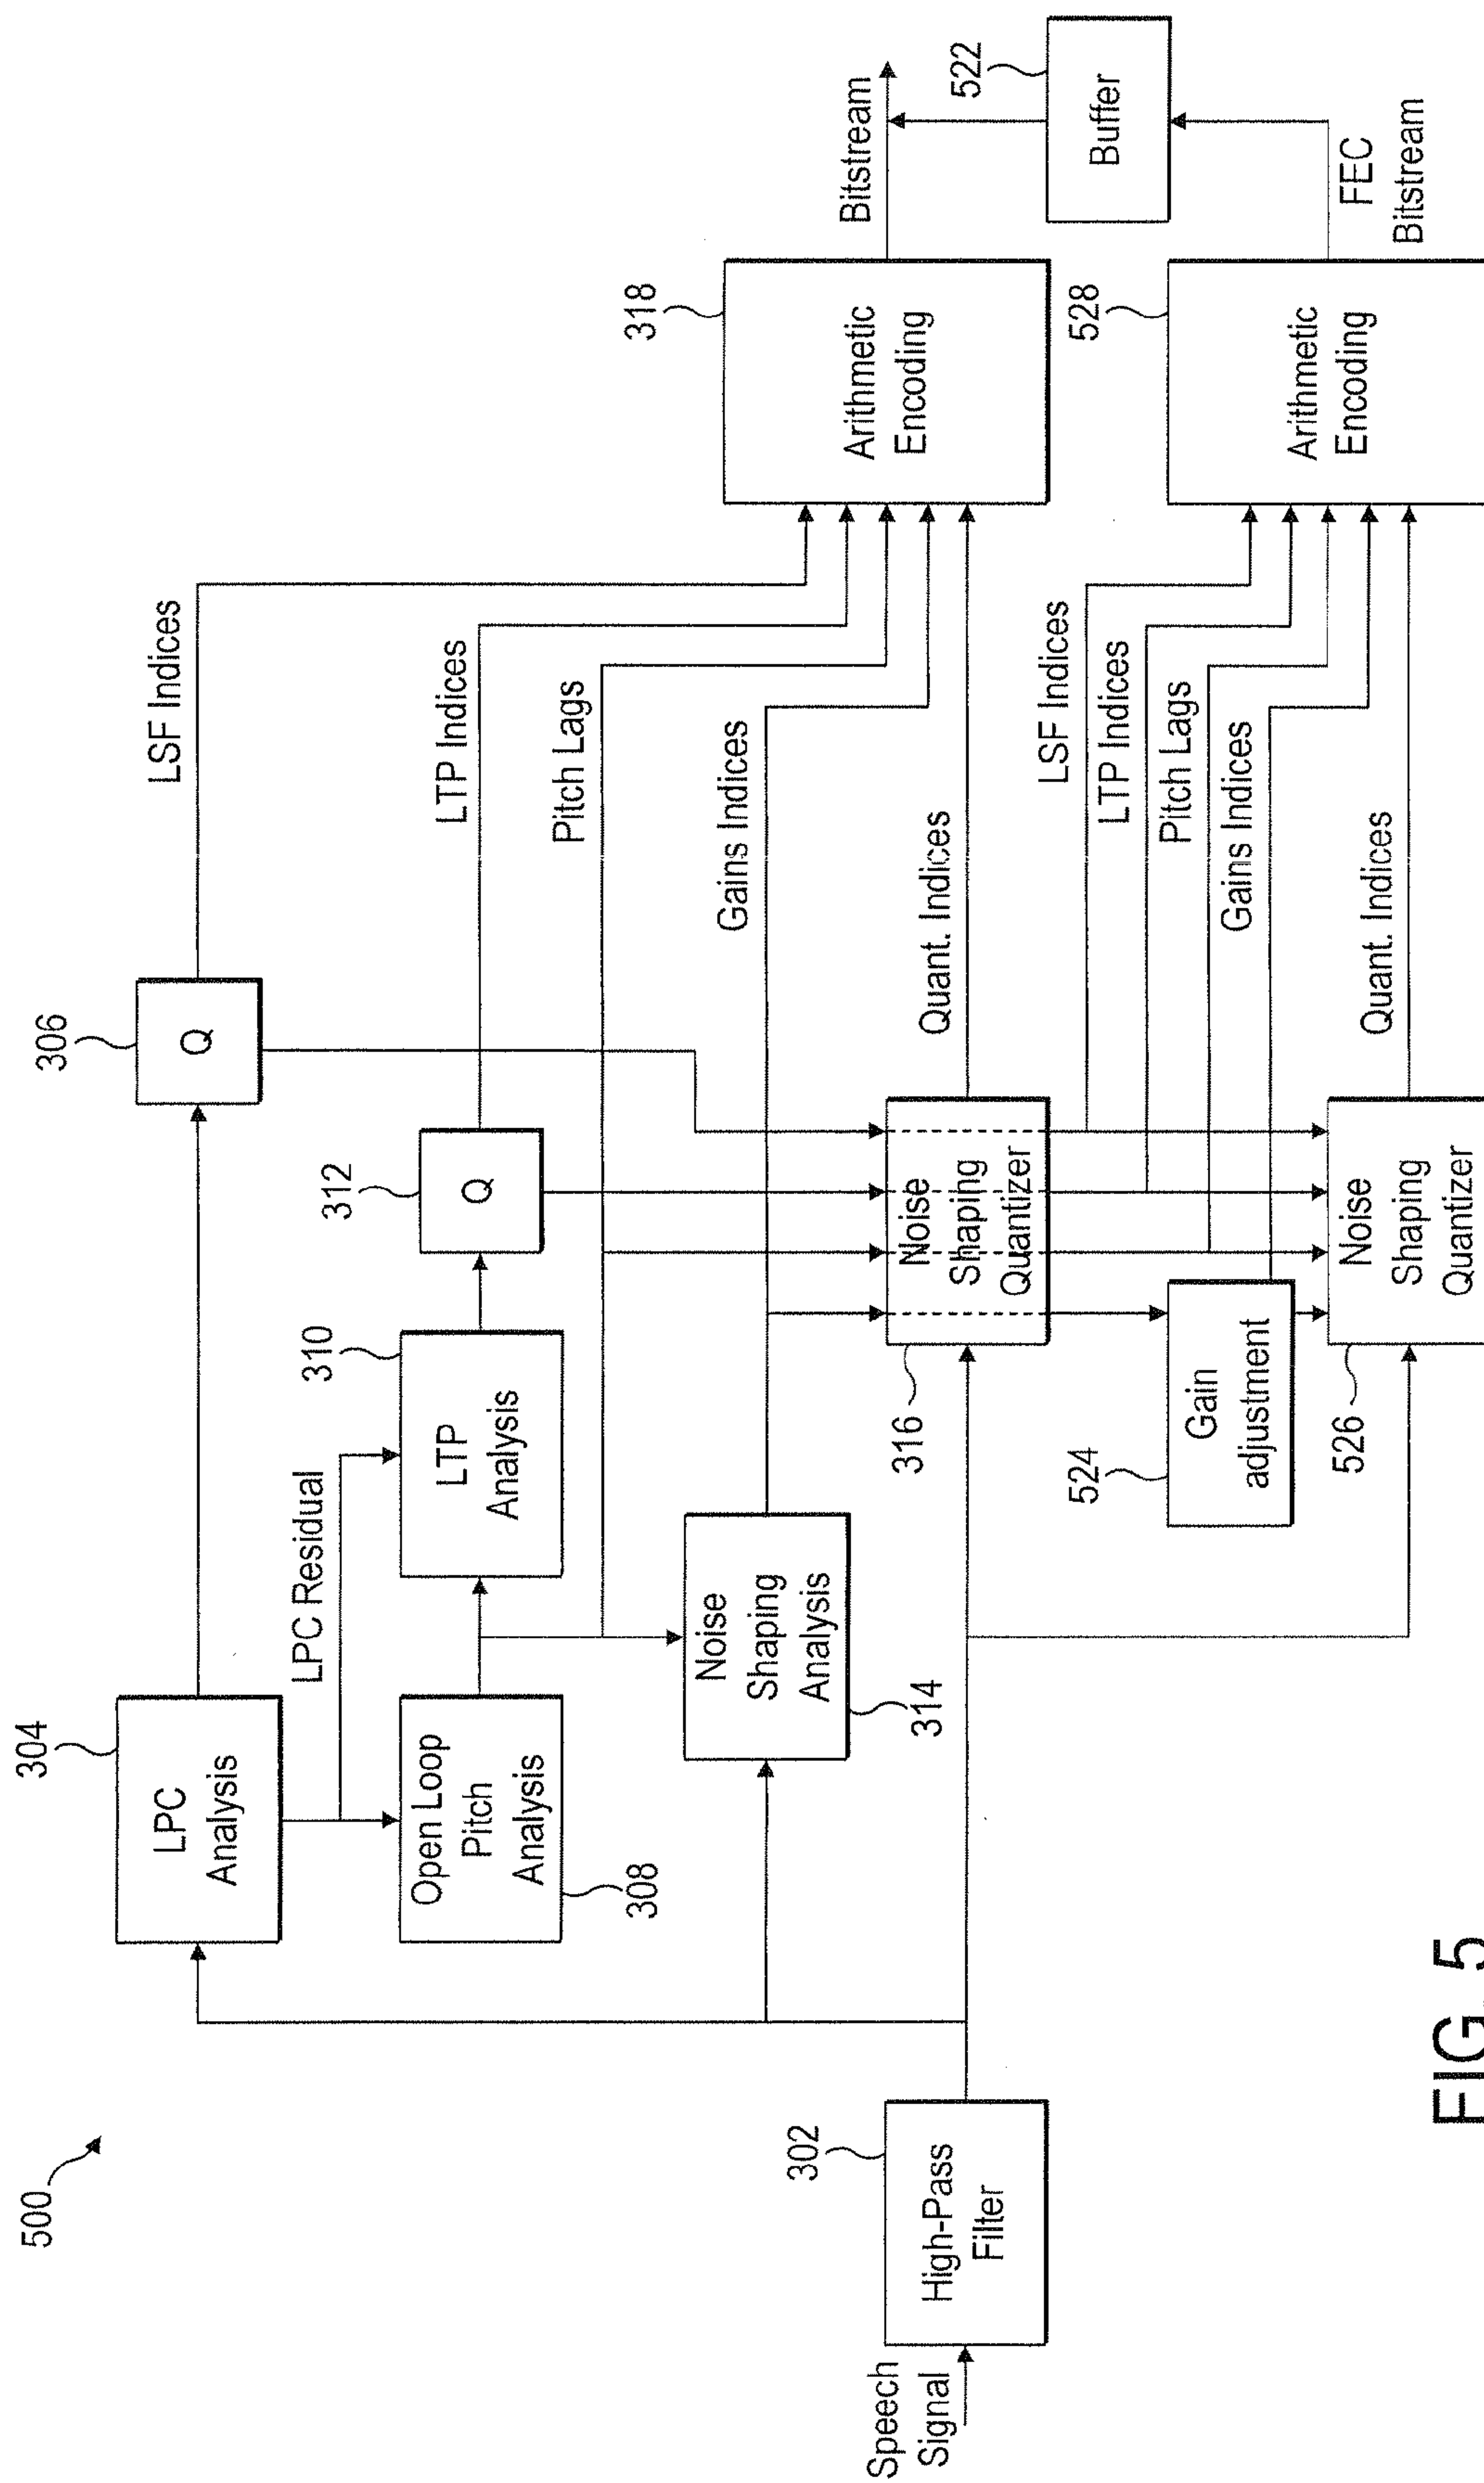 500
304
LPC
Analysis
306
Q
LSF Indices
LPC Residual
310
LTP
Analysis
312
Q
LTP Indices
Open Loop
Pitch
Analysis
308
Pitch Lags
Noise
Shaping
Analysis
314
Gains Indices
318
Arithmetic
Encoding
Bitstream
302
High-Pass
Filter
Speech
Signal
316
Noise
Shaping
Quantizer
Quant. Indices
522
Buffer
LSF Indices
LTP Indices
Pitch Lags
Gains Indices
524
Gain
adjustment
528
Arithmetic
Encoding
FEC
Bitstream
526
Noise
Shaping
Quantizer
Quant. Indices
FIG. 5